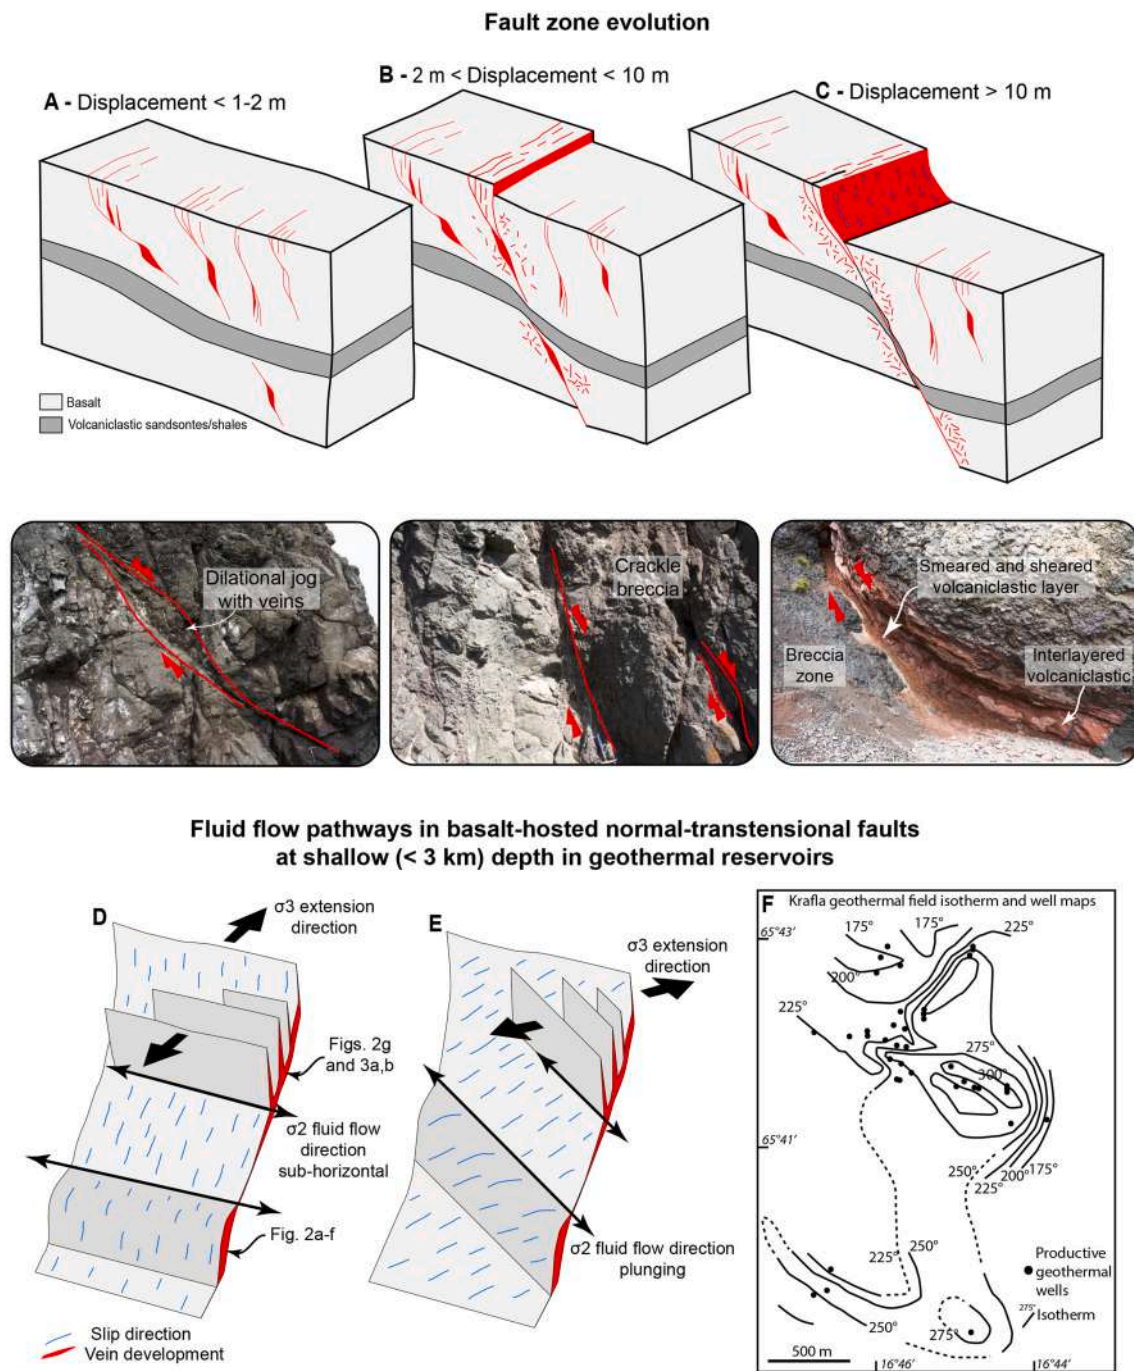 Fault zone evolution
A - Displacement < 1-2 m
B - 2 m < Displacement < 10 m
C - Displacement > 10 m
Basalt
Volcaniclastic sandsontes/shales
Dilational jog
with veins
Crackle
breccia
Smeared and sheared
volcaniclastic layer
Breccia
zone
Interlayered
volcaniclastic
Fluid flow pathways in basalt-hosted normal-transtensional faults
at shallow (< 3 km) depth in geothermal reservoirs
D
σ3 extension
direction
Figs. 2g
and 3a,b
σ2 fluid flow
direction
sub-horizontal
Fig. 2a-f
Slip direction
Vein development
E
σ3 extension
direction
σ2 fluid flow direction
plunging
F
Krafla geothermal field isotherm and well maps
65°43'
175°
175°
225°
200°
225°
275°
300°
65°41'
250°
225°
200°
175°
225°
250°
250°
275°
Productive
geothermal
wells
275°
Isotherm
500 m
16°46'
16°44'